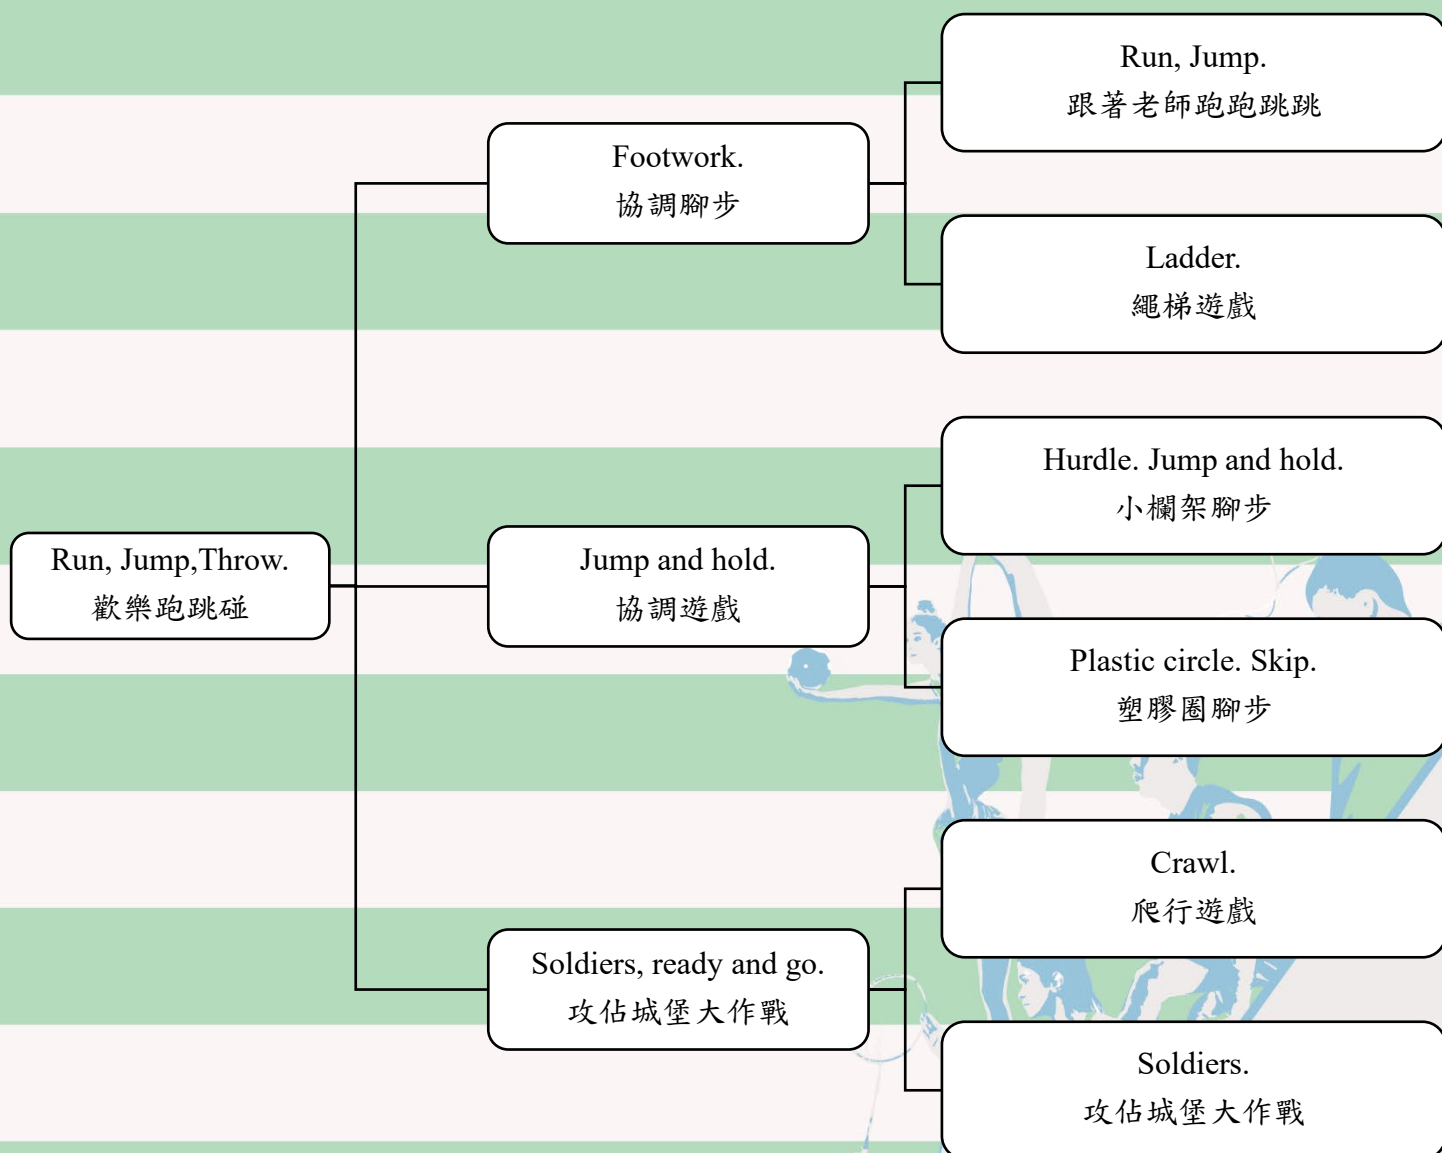 Run, Jump,Throw.
歡樂跑跳碰
Footwork.
協調腳步
Run, Jump.
跟著老師跑跑跳跳
Ladder.
繩梯遊戲
Jump and hold.
協調遊戲
Hurdle. Jump and hold.
小欄架腳步
Plastic circle. Skip.
塑膠圈腳步
Soldiers, ready and go.
攻佔城堡大作戰
Crawl.
爬行遊戲
Soldiers.
攻佔城堡大作戰